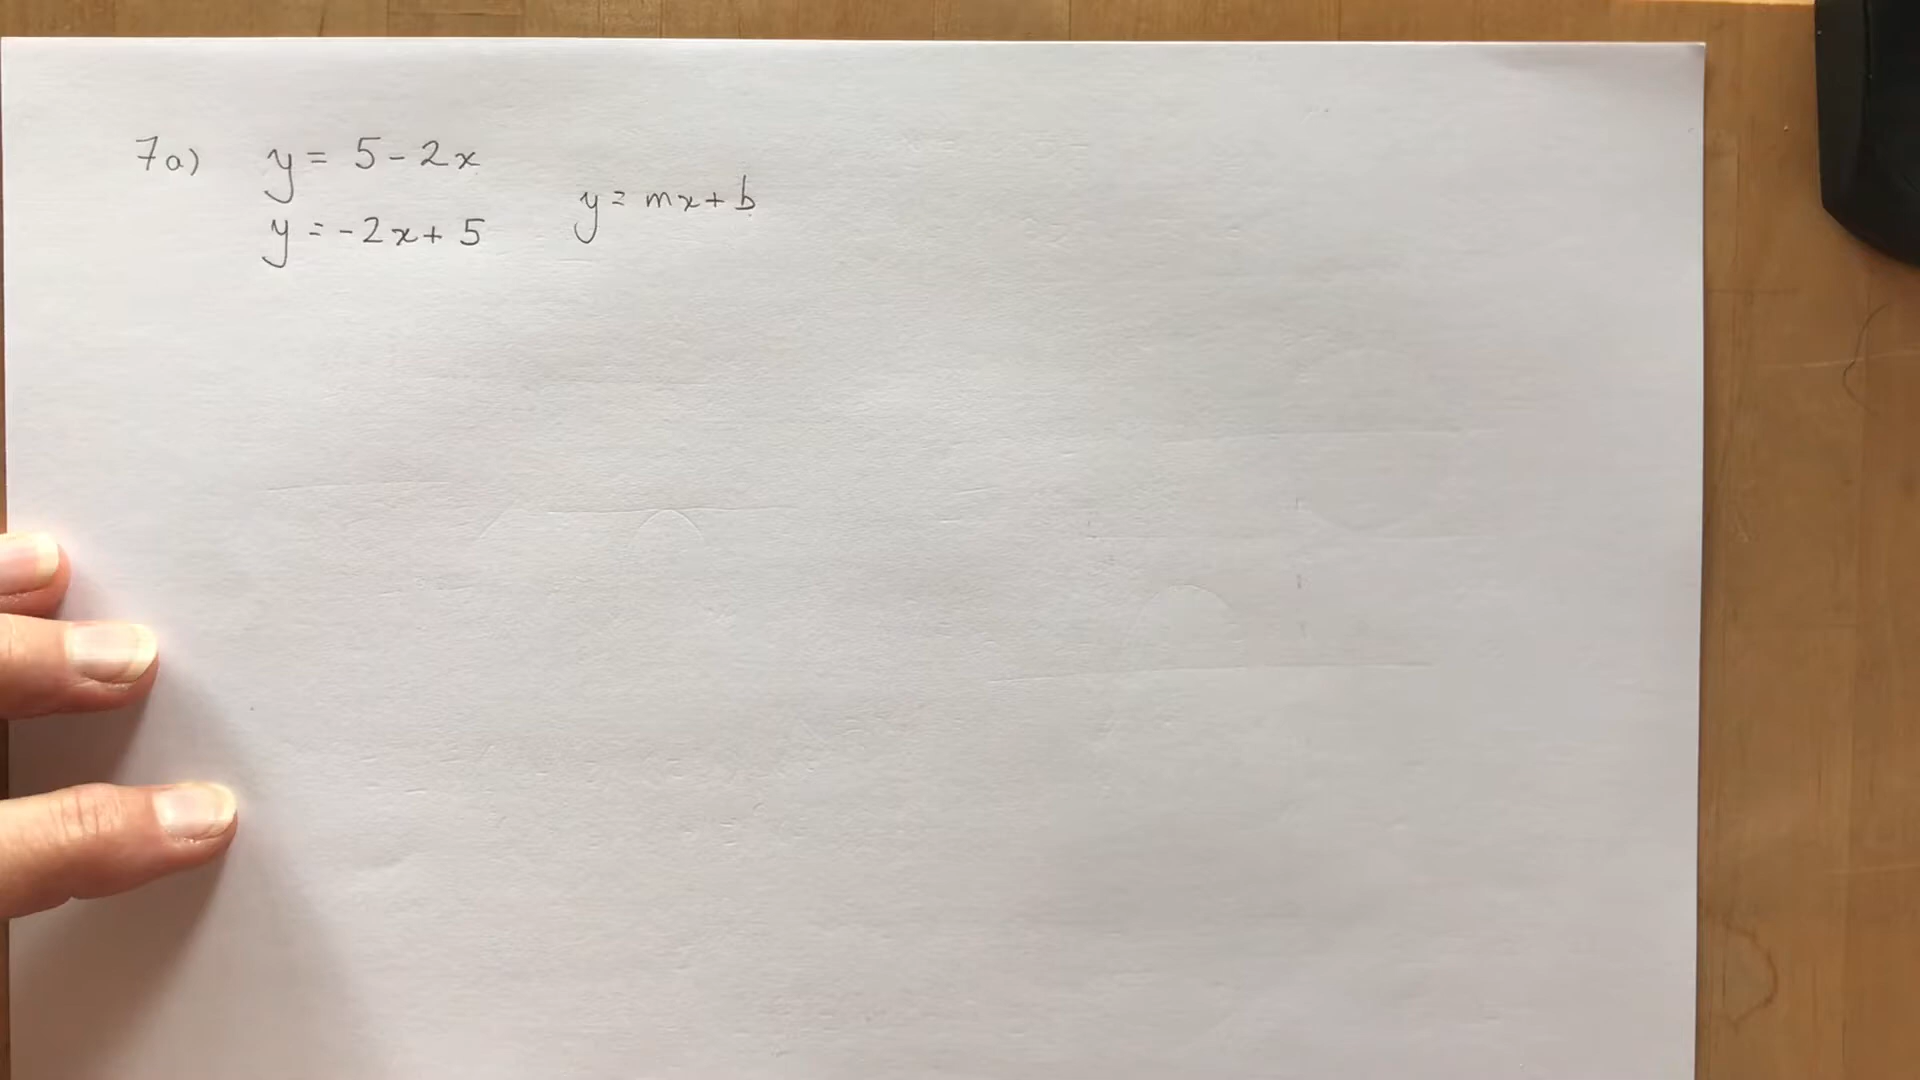 7a) y = 5 - 2x
y = mx + b
y = -2x + 5